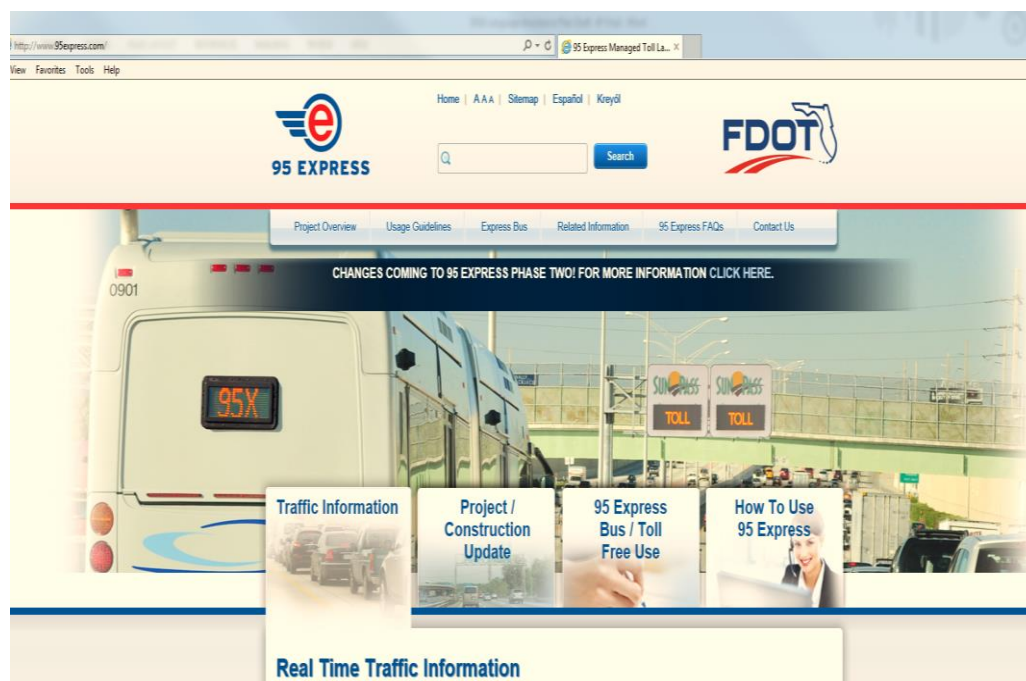 http://www.95express.com/
95 Express Managed Toll La...
View Favorites Tools Help
Home | A A A | Sitemap | Español | Kreyól
e
95 EXPRESS
Search
FDOT
Project Overview Usage Guidelines Express Bus Related Information 95 Express FAQs Contact Us
CHANGES COMING TO 95 EXPRESS PHASE TWO! FOR MORE INFORMATION CLICK HERE.
0901
95X
SUNPASS SUNPASS
TOLL TOLL
Traffic Information
Project /
Construction
Update
95 Express
Bus / Toll
Free Use
How To Use
95 Express
Real Time Traffic Information